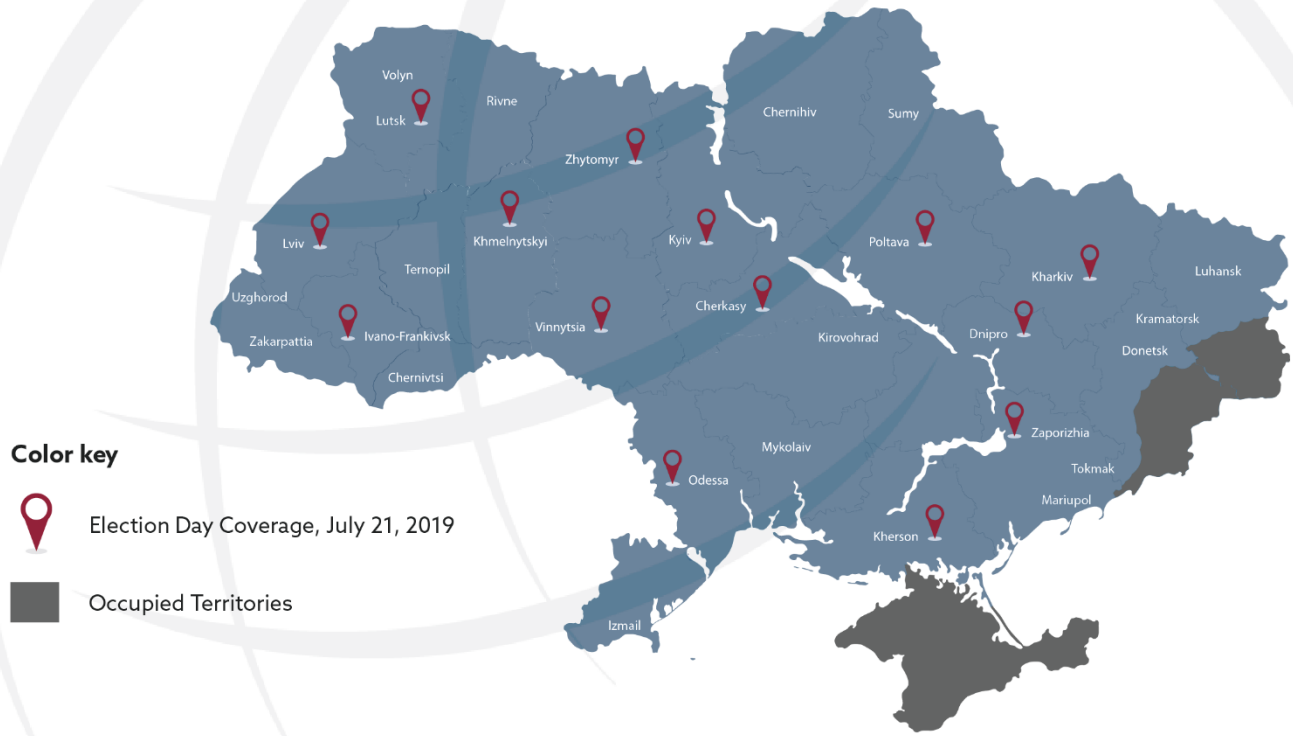 Volyn
Rivne
Lutsk
Chernihiv
Sumy
Zhytomyr
Lviv
Khmelnytskyi
Kyiv
Poltava
Ternopil
Kharkiv
Luhansk
Uzghorod
Cherkasy
Kramatorsk
Zakarpattia
Ivano-Frankivsk
Vinnytsia
Kirovohrad
Dnipro
Donetsk
Chernivtsi
Zaporizhia
Mykolaiv
Tokmak
Odessa
Mariupol
Kherson
Izmail
Color key
Election Day Coverage, July 21, 2019
Occupied Territories